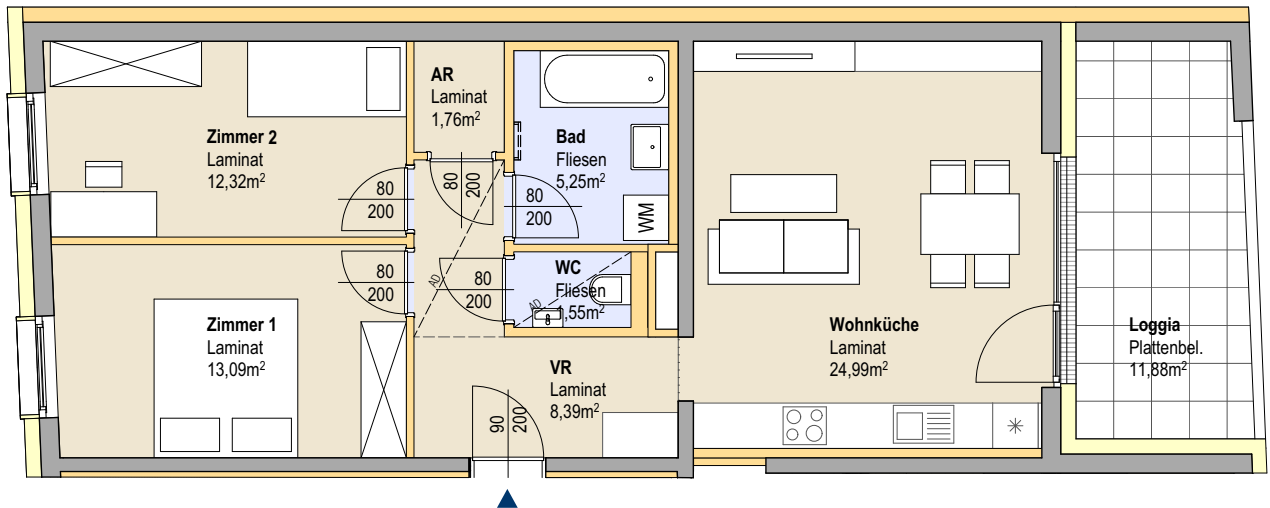 AR
Laminat
1,76m²
Zimmer 2
Laminat
12,32m²
Bad
Fliesen
5,25m²
80
200
80
200
80
200
WM
WC
Fliesen
1,55m²
AD
AD
80
200
80
200
Zimmer 1
Laminat
13,09m²
VR
Laminat
8,39m²
90
200
Wohnküche
Laminat
24,99m²
Loggia
Plattenbel.
11,88m²